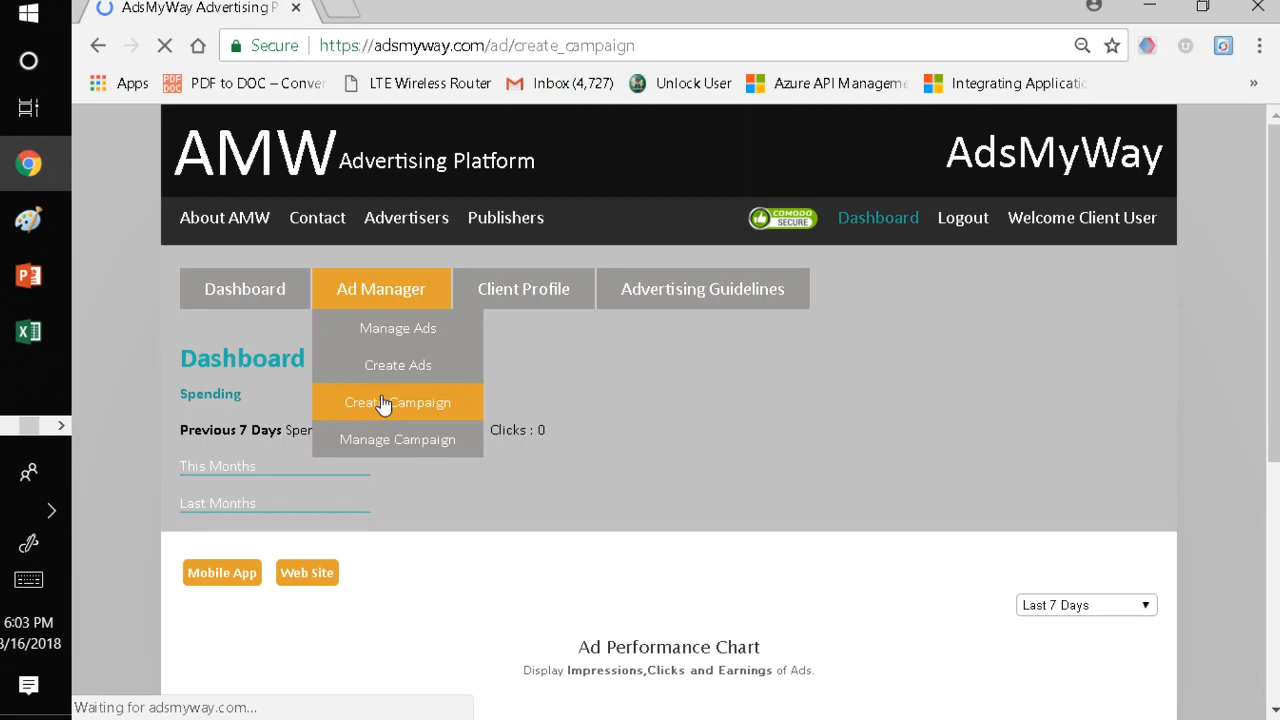 AdsMyWay Advertising P
Secure https://adsmyway.com/ad/create_campaign
Apps PDF to DOC – Conver LTE Wireless Router Inbox (4,727) Unlock User Azure API Managem Integrating Applicati »
AMW Advertising Platform AdsMyWay
About AMW Contact Advertisers Publishers COMODO SECURE Dashboard Logout Welcome Client User
Dashboard Ad Manager Client Profile Advertising Guidelines
Manage Ads
Dashboard Create Ads
Spending Create Campaign
Previous 7 Days Spen Clicks : 0
Manage Campaign
This Months
Last Months
Mobile App Web Site
Last 7 Days
Ad Performance Chart
Display Impressions,Clicks and Earnings of Ads.
6:03 PM
3/16/2018
Waiting for adsmyway.com...